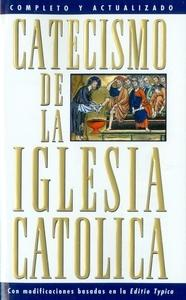 COMPLETO Y ACTUALIZADO
CATECISMO
DE
LA
IGLESIA
CATOLICA
Con modificaciones basadas en la Editio Typica